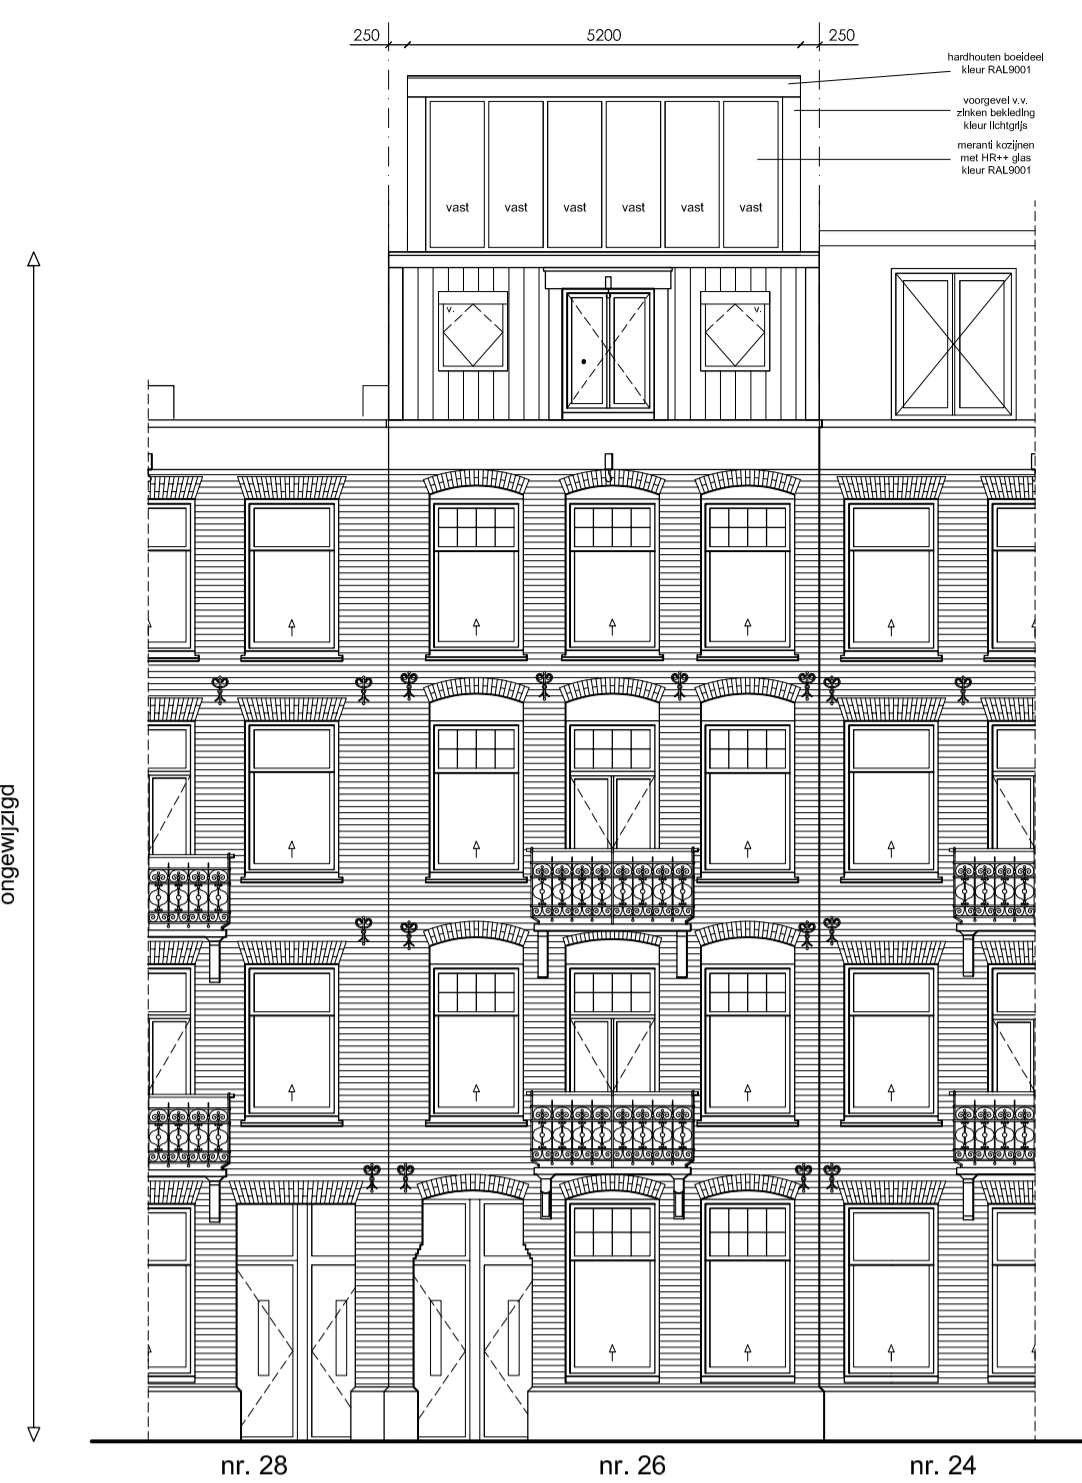 250
5200
250
hardhouten boeideel
kleur RAL9001
voorgevel v.v.
zinken bekleding
kleur lichtgrijs
meranti kozijnen
met HR++ glas
kleur RAL9001
vast
vast
vast
vast
vast
vast
v.
v.
ongewijzigd
nr. 28
nr. 26
nr. 24